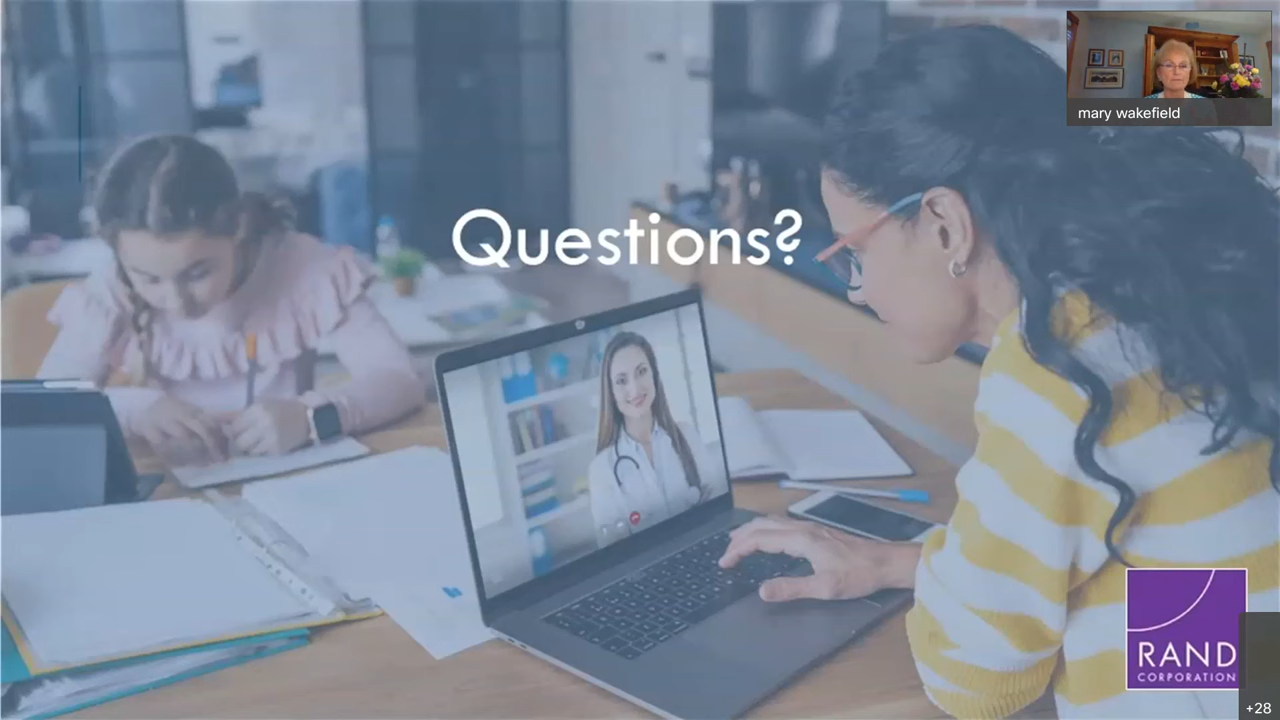 mary wakefield
Questions?
RAND
CORPORATION
+28